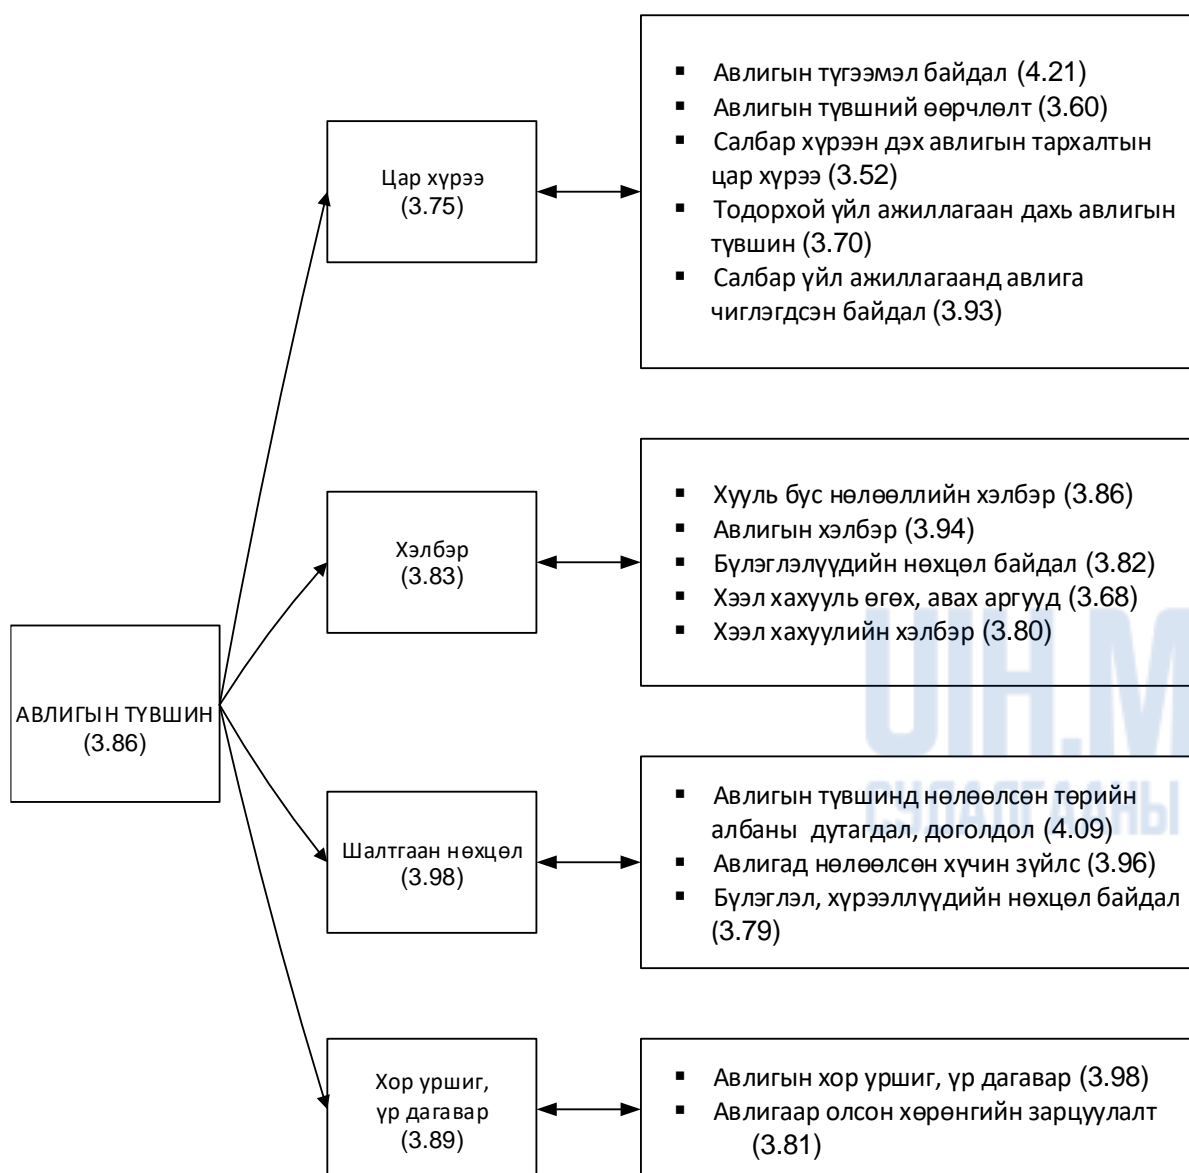 АВЛИГЫН ТҮВШИН
(3.86)
Цар хүрээ
(3.75)
▪ Авлигын түгээмэл байдал (4.21)
▪ Авлигын түвшний өөрчлөлт (3.60)
▪ Салбар хүрээн дэх авлигын тархалтын
цар хүрээ (3.52)
▪ Тодорхой үйл ажиллагаан дахь авлигын
түвшин (3.70)
▪ Салбар үйл ажиллагаанд авлига
чиглэгдсэн байдал (3.93)
Хэлбэр
(3.83)
▪ Хууль бус нөлөөллийн хэлбэр (3.86)
▪ Авлигын хэлбэр (3.94)
▪ Бүлэглэлүүдийн нөхцөл байдал (3.82)
▪ Хээл хахууль өгөх, авах аргууд (3.68)
▪ Хээл хахуулийн хэлбэр (3.80)
Шалтгаан нөхцөл
(3.98)
▪ Авлигын түвшинд нөлөөлсөн төрийн
албаны дутагдал, доголдол (4.09)
▪ Авлигад нөлөөлсөн хүчин зүйлс (3.96)
▪ Бүлэглэл, хүрээллүүдийн нөхцөл байдал
(3.79)
Хор уршиг,
үр дагавар
(3.89)
▪ Авлигын хор уршиг, үр дагавар (3.98)
▪ Авлигаар олсон хөрөнгийн зарцуулалт
(3.81)
UIH.M
СУДАЛГААНЫ